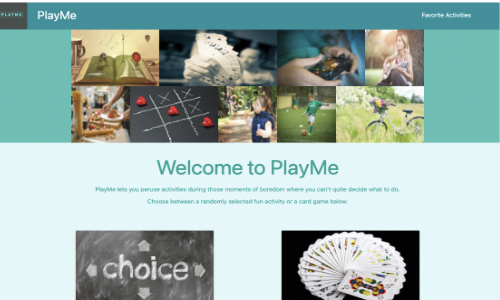 PLAYME
PlayMe
Favorite Activities
Welcome to PlayMe
PlayMe lets you peruse activities during those moments of boredom where you can't quite decide what to do.
Choose between a randomly selected fun activity or a card game below.
choice